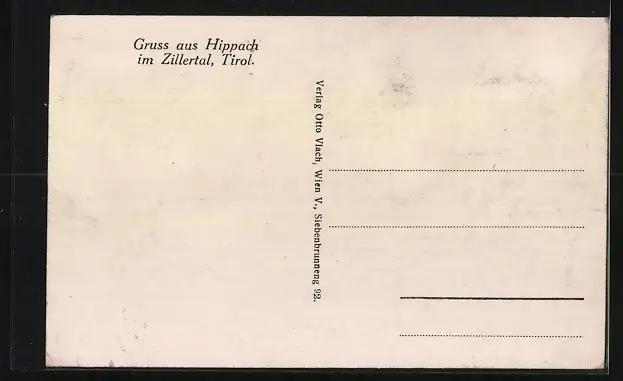 Gruss aus Hippach
im Zillertal, Tirol.
Verlag Otto Vlach, Wien V., Siebenbrunneng 92.